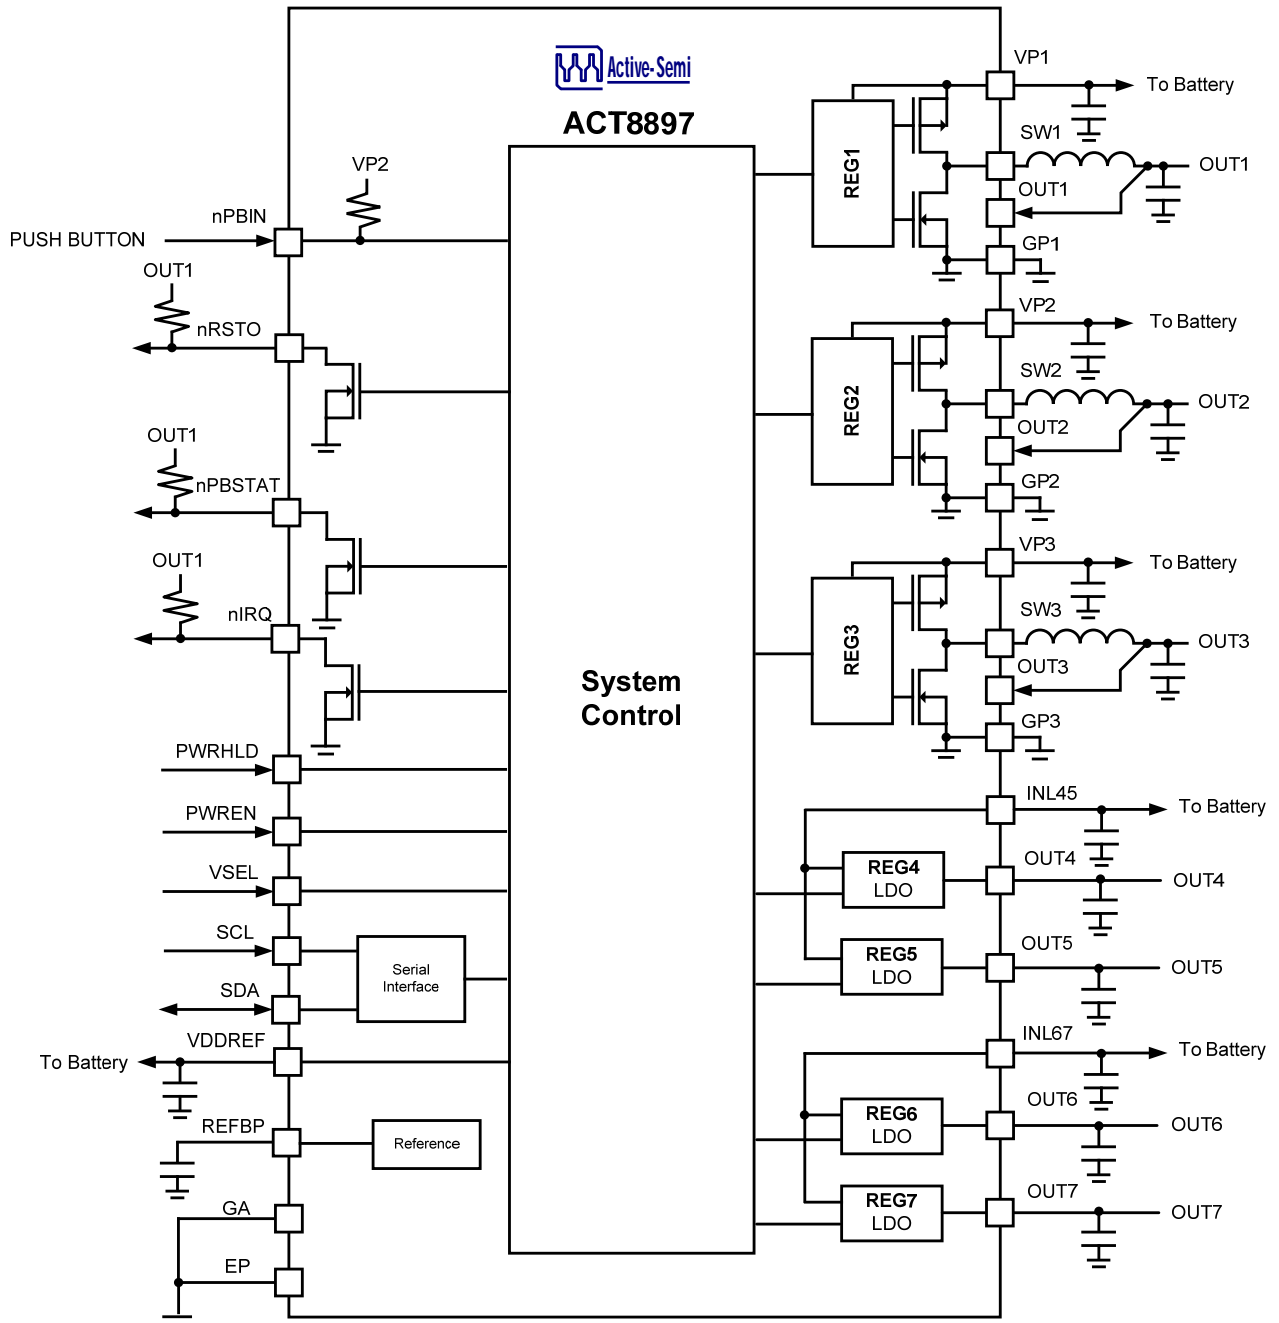 Active-Semi
ACT8897
System
Control
VP2
nPBIN
PUSH BUTTON
OUT1
nRSTO
OUT1
nPBSTAT
OUT1
nIRQ
PWRHLD
PWREN
VSEL
SCL
SDA
Serial
Interface
VDDREF
To Battery
REFBP
Reference
GA
EP
VP1
To Battery
REG1
SW1
OUT1
OUT1
GP1
VP2
To Battery
REG2
SW2
OUT2
OUT2
GP2
VP3
To Battery
REG3
SW3
OUT3
OUT3
GP3
INL45
To Battery
REG4
LDO
OUT4
OUT4
REG5
LDO
OUT5
OUT5
INL67
To Battery
REG6
LDO
OUT6
OUT6
REG7
LDO
OUT7
OUT7